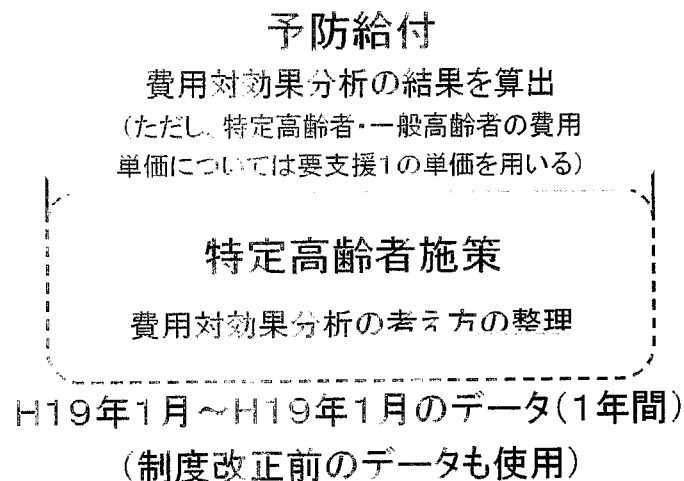 予防給付
費用対効果分析の結果を算出
(ただし、特定高齢者・一般高齢者の費用
単価については要支援1の単価を用いる)
特定高齢者施策
費用対効果分析の考え方の整理
H19年1月～H19年1月のデータ(1年間)
(制度改正前のデータも使用)